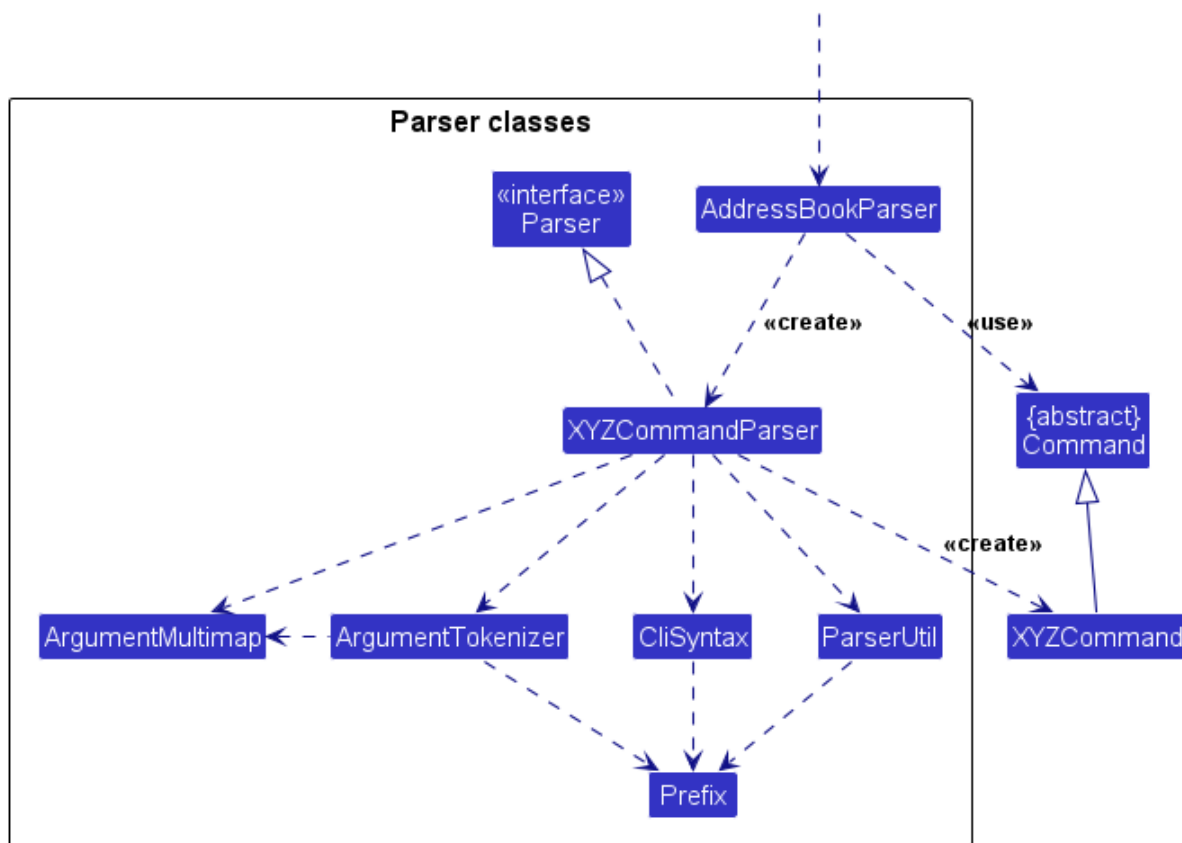 Parser classes
«interface»
Parser
AddressBookParser
«create»
«use»
{abstract}
Command
XYZCommandParser
«create»
ArgumentMultimap
ArgumentTokenizer
CliSyntax
ParserUtil
XYZCommand
Prefix